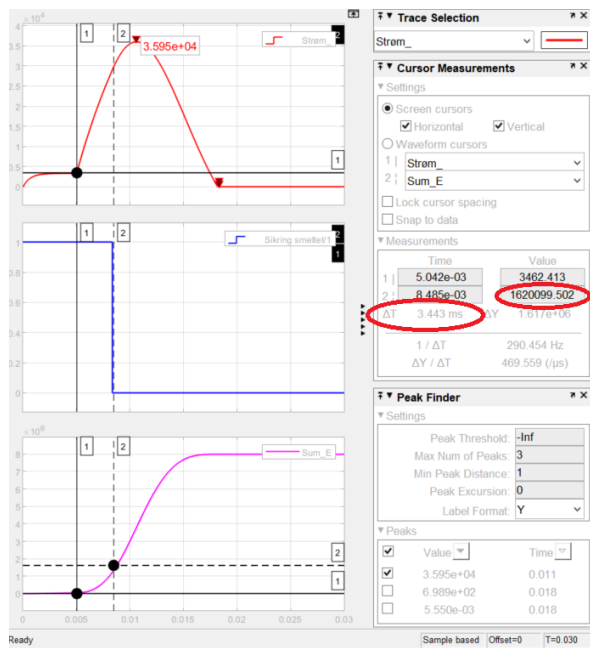 × 10⁴
1
2
3.595e+04
Strøm_
2
4
3.5
3
2.5
2
1.5
1
0.5
0
1
1
2
Sikring smeltet/1
2
1
1
0.8
0.6
0.4
0.2
0
× 10⁶
1
2
Sum_E
8
7
6
5
4
3
2
1
0
2
1
0 0.005 0.01 0.015 0.02 0.025 0.03
Trace Selection
Strøm_
Cursor Measurements
Settings
Screen cursors
Horizontal Vertical
Waveform cursors
1 | Strøm_
2 ¦ Sum_E
Lock cursor spacing
Snap to data
Measurements
Time Value
1 | 5.042e-03 3462.413
2 ¦ 8.485e-03 1620099.502
ΔT 3.443 ms ΔY 1.617e+06
1 / ΔT 290.454 Hz
ΔY / ΔT 469.559 (/µs)
Peak Finder
Settings
Peak Threshold: -Inf
Max Num of Peaks: 3
Min Peak Distance: 1
Peak Excursion: 0
Label Format: Y
Peaks
Value Time
3.595e+04 0.011
6.989e+02 0.018
5.550e-03 0.018
Ready Sample based Offset=0 T=0.030